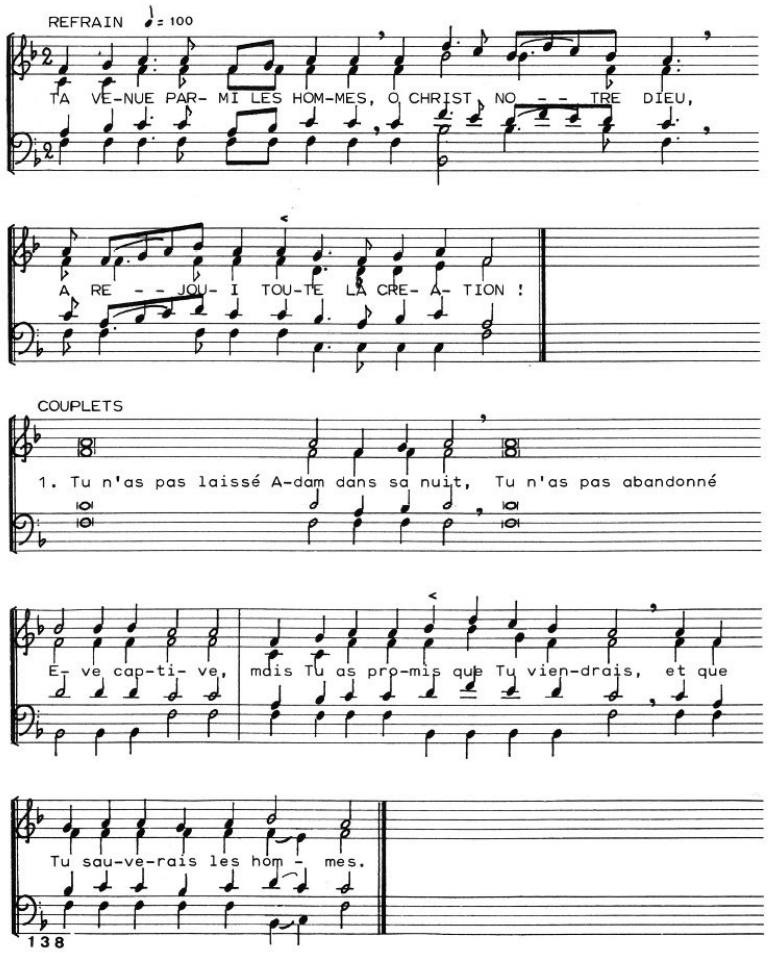 REFRAIN ♩= 100
TA VE-NUE PAR- MI LES HOM-MES, O CHRIST NO - - TRE DIEU,
A RE - - JOU- I TOU-TE LA CRE- A- TION !
COUPLETS
1. Tu n'as pas laissé A-dam dans sa nuit, Tu n'as pas abandonné
E- ve cap-ti- ve, mais Tu as pro-mis que Tu vien-drais, et que
Tu sau-ve-rais les hom - mes.
138